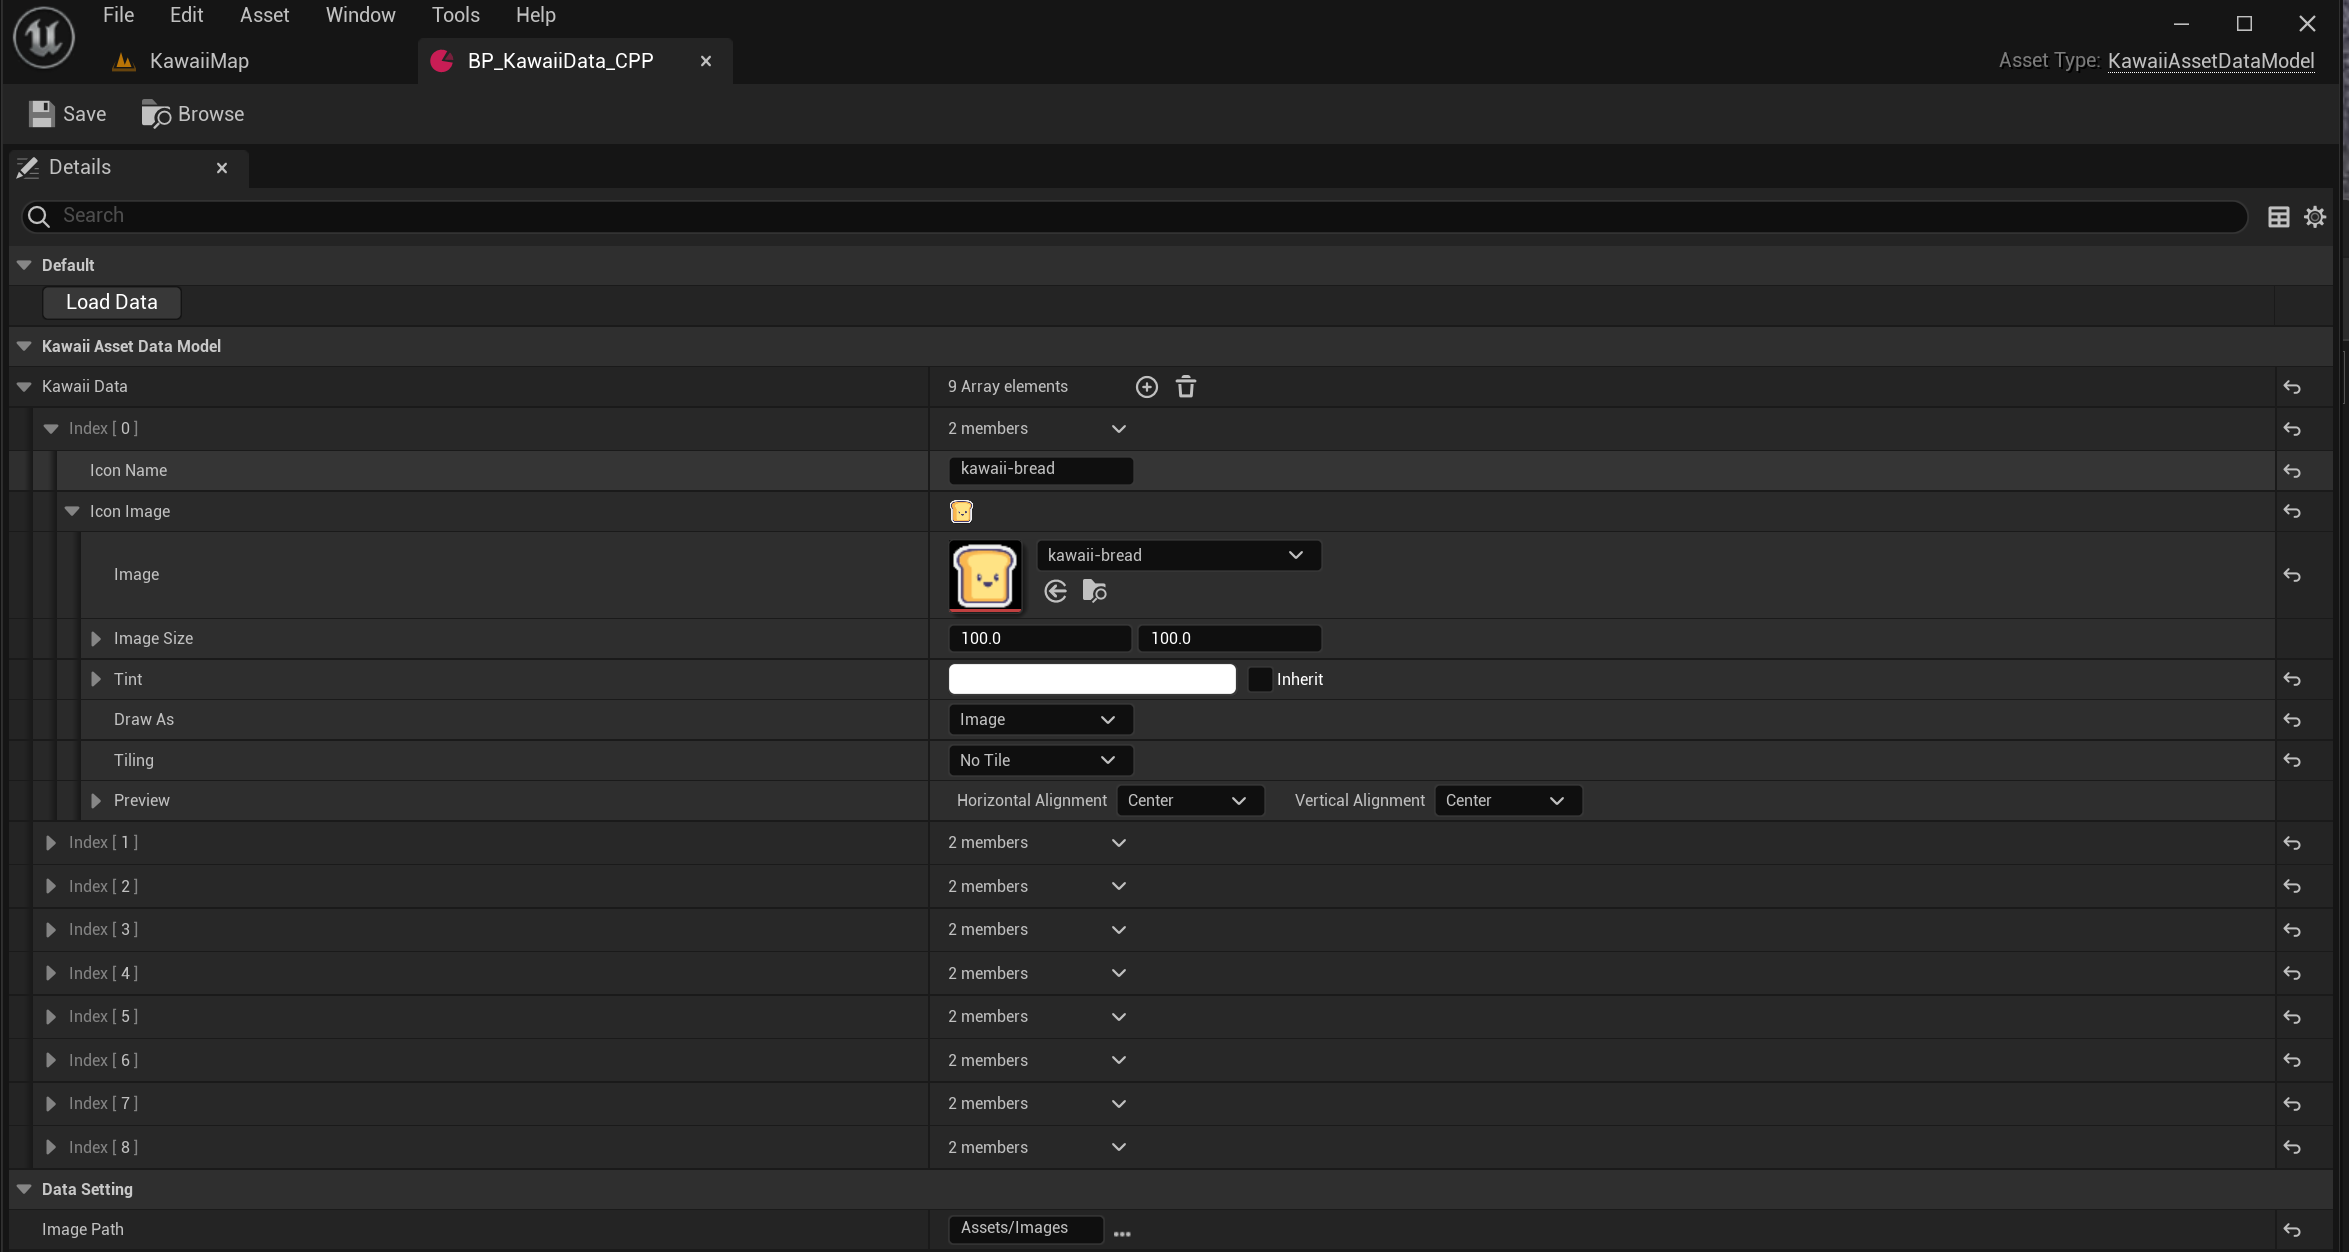 File Edit Asset Window Tools Help
KawaiiMap
BP_KawaiiData_CPP
Asset Type: KawaiiAssetDataModel
Save Browse
Details
Search
Default
Load Data
Kawaii Asset Data Model
Kawaii Data 9 Array elements
Index [ 0 ] 2 members
Icon Name kawaii-bread
Icon Image
Image kawaii-bread
Image Size 100.0 100.0
Tint Inherit
Draw As Image
Tiling No Tile
Preview Horizontal Alignment Center Vertical Alignment Center
Index [ 1 ] 2 members
Index [ 2 ] 2 members
Index [ 3 ] 2 members
Index [ 4 ] 2 members
Index [ 5 ] 2 members
Index [ 6 ] 2 members
Index [ 7 ] 2 members
Index [ 8 ] 2 members
Data Setting
Image Path Assets/Images ...